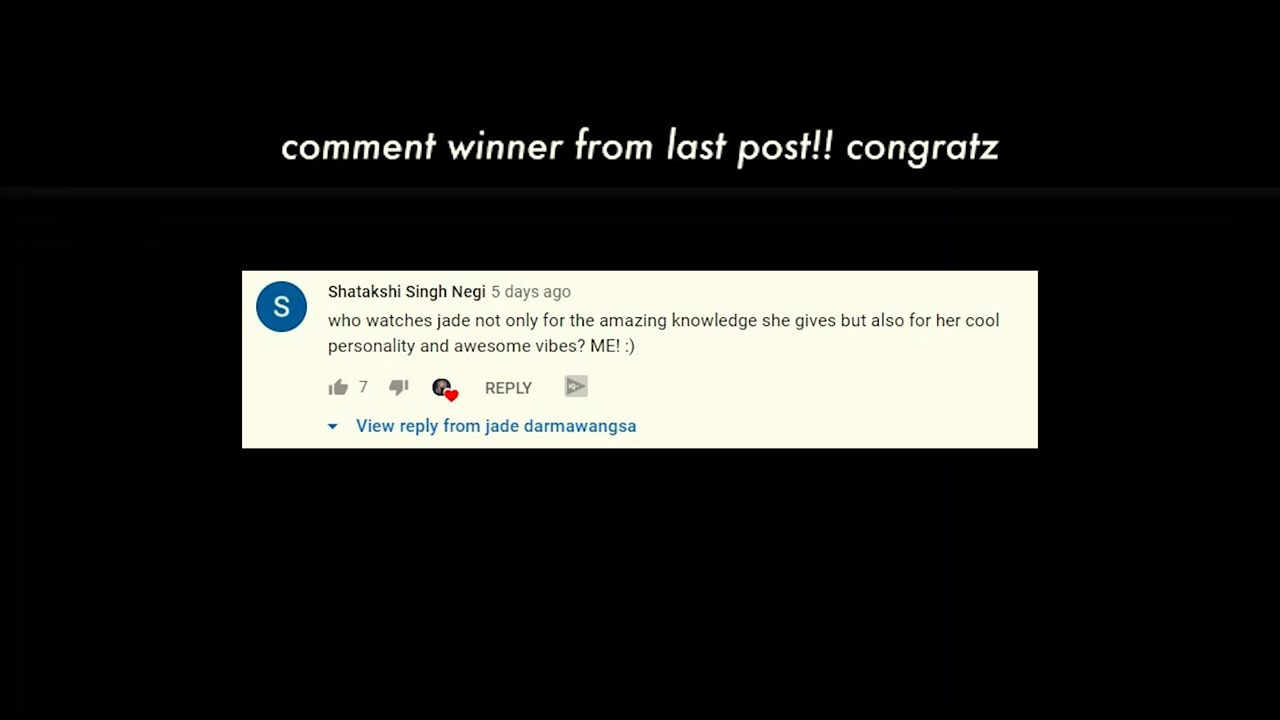 comment winner from last post!! congratz
S
Shatakshi Singh Negi 5 days ago
who watches jade not only for the amazing knowledge she gives but also for her cool
personality and awesome vibes? ME! :)
7 REPLY
View reply from jade darmawangsa